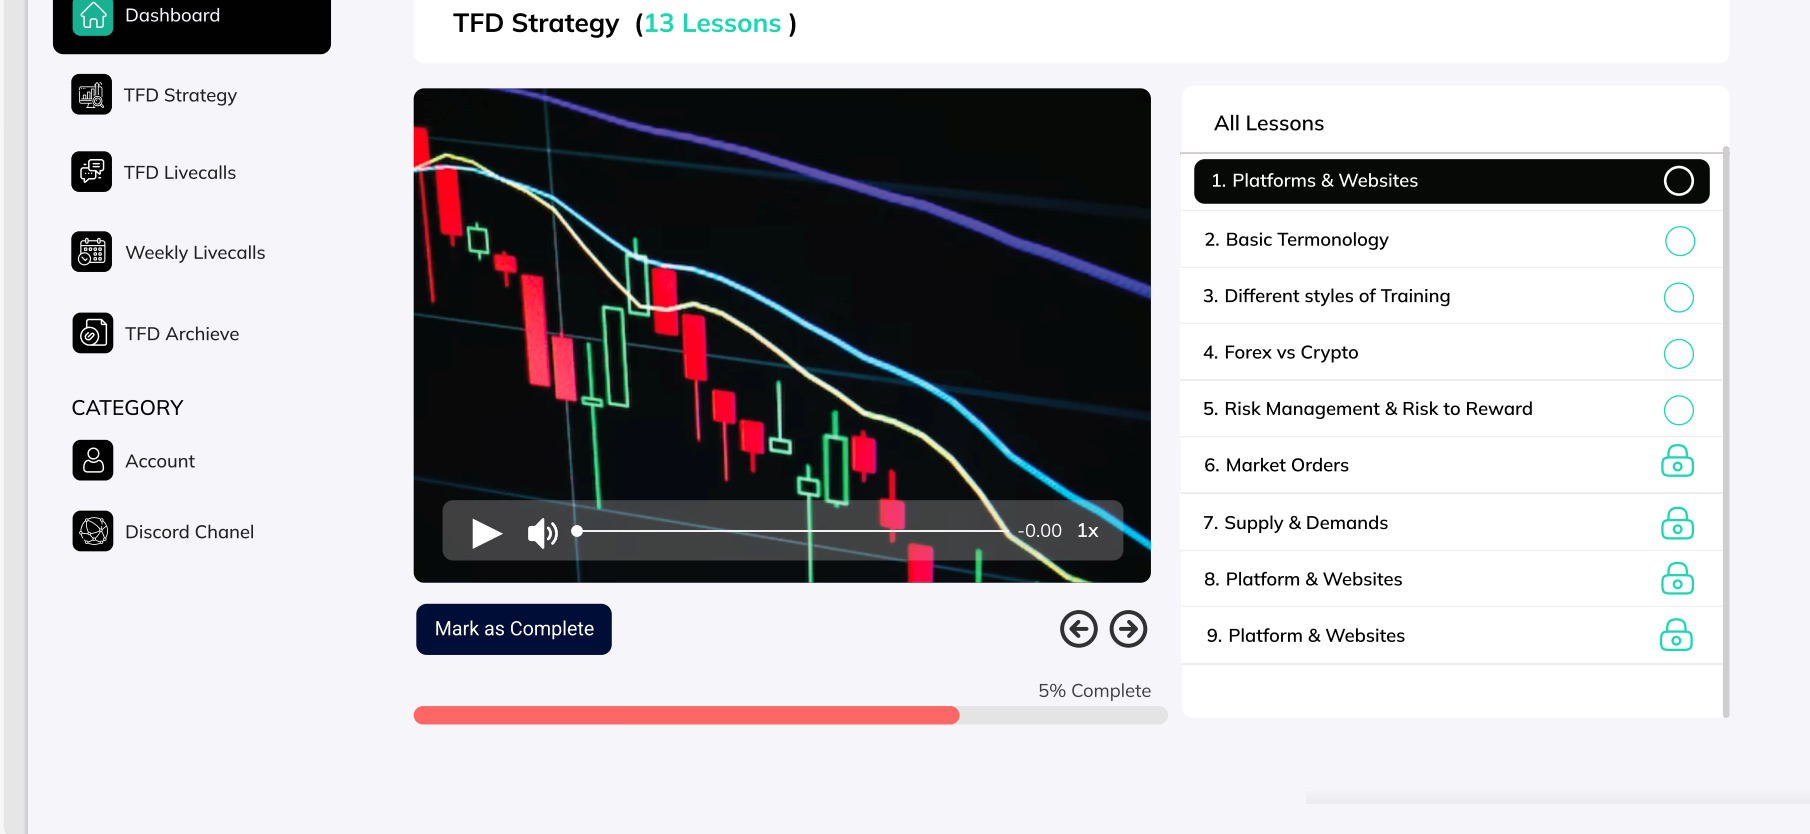 Dashboard
TFD Strategy
TFD Livecalls
Weekly Livecalls
TFD Archieve
CATEGORY
Account
Discord Chanel
TFD Strategy (13 Lessons )
-0.00 1x
Mark as Complete
5% Complete
All Lessons
1. Platforms & Websites
2. Basic Termonology
3. Different styles of Training
4. Forex vs Crypto
5. Risk Management & Risk to Reward
6. Market Orders
7. Supply & Demands
8. Platform & Websites
9. Platform & Websites